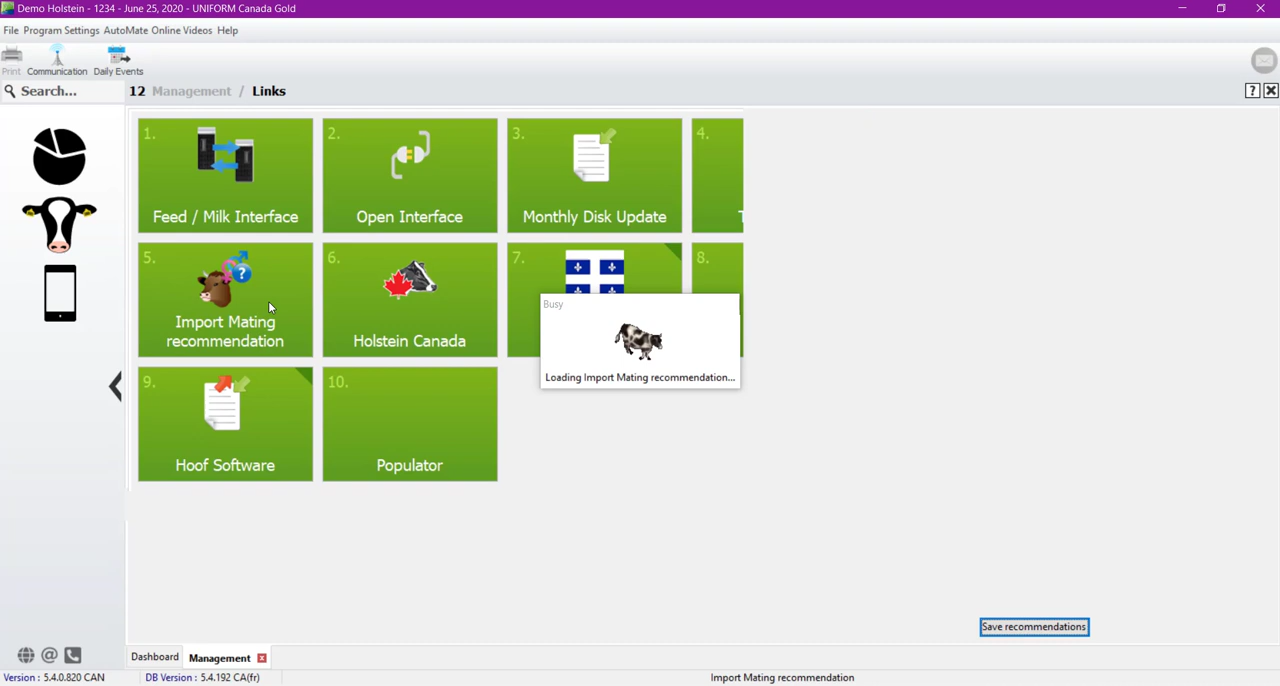 Demo Holstein - 1234 - June 25, 2020 - UNIFORM Canada Gold
File Program Settings AutoMate Online Videos Help
Print Communication Daily Events
Search... 12 Management / Links ?
1. 2. 3. 4.
Feed / Milk Interface Open Interface Monthly Disk Update
5. 6. 7. 8.
Busy
Import Mating
recommendation Holstein Canada
Loading Import Mating recommendation...
9. 10.
Hoof Software Populator
Save recommendations
Dashboard Management
Version : 5.4.0.820 CAN DB Version : 5.4.192 CA(fr) Import Mating recommendation